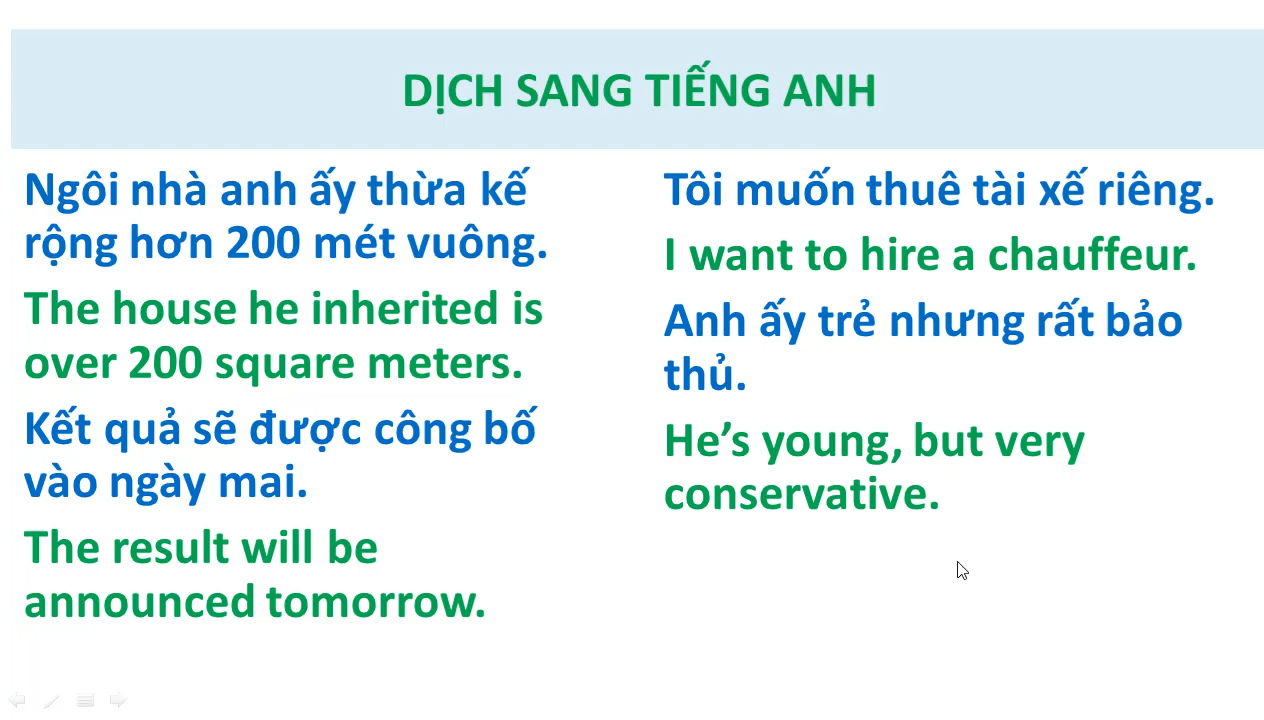 DỊCH SANG TIẾNG ANH
Ngôi nhà anh ấy thừa kế
rộng hơn 200 mét vuông.
The house he inherited is
over 200 square meters.
Kết quả sẽ được công bố
vào ngày mai.
The result will be
announced tomorrow.
Tôi muốn thuê tài xế riêng.
I want to hire a chauffeur.
Anh ấy trẻ nhưng rất bảo
thủ.
He’s young, but very
conservative.